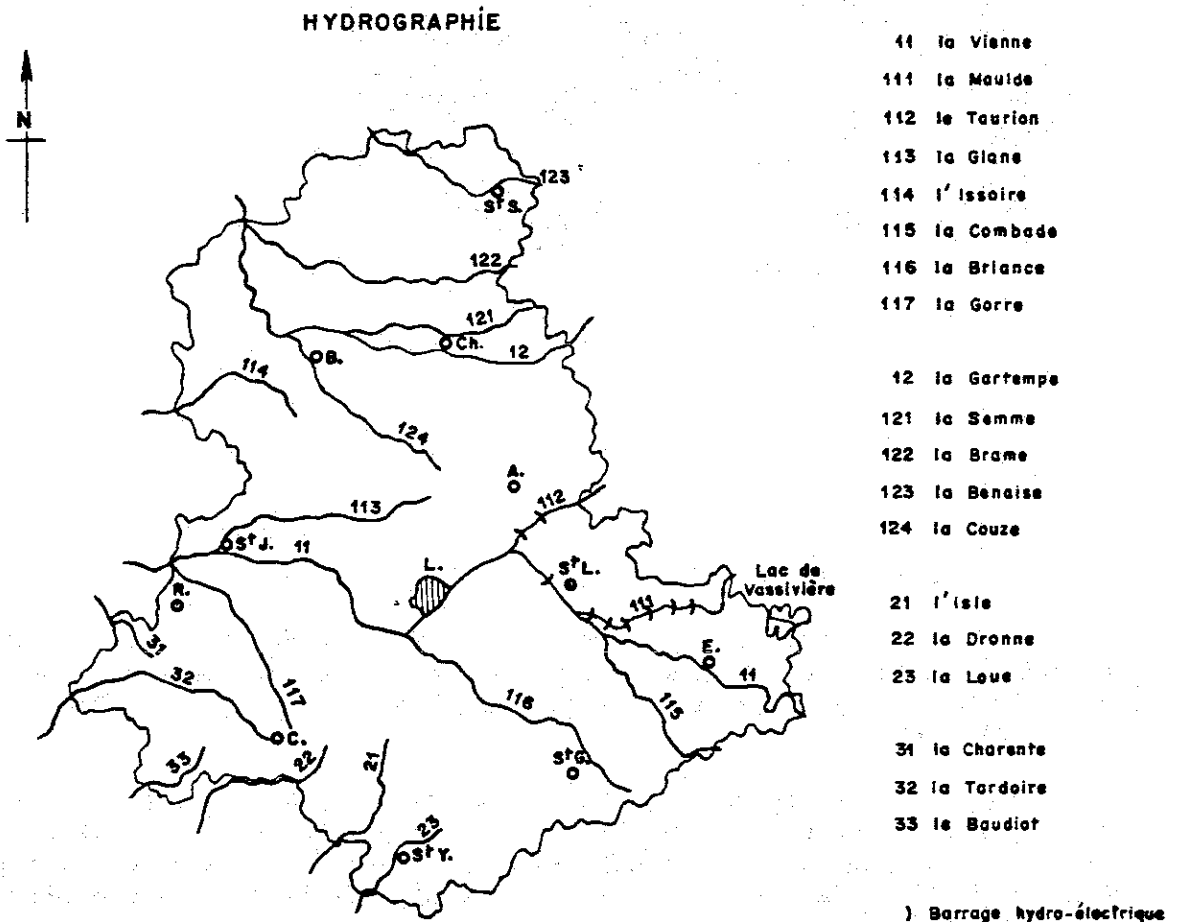 HYDROGRAPHIE
N
123
St S.
122
121
Ch.
12
B.
114
124
A.
112
113
St J.
11
L.
St L.
Lac de
Vassivière
111
R.
E.
31
11
32
117
116
115
C.
22
33
21
St G.
23
St Y.
11 la Vienne
111 la Maulde
112 le Taurion
113 la Glane
114 l'Issoire
115 la Combade
116 la Briance
117 la Gorre
12 la Gartempe
121 la Semme
122 la Brame
123 la Benaise
124 la Couze
21 l'isle
22 la Dronne
23 la Loue
31 la Charente
32 la Tardoire
33 le Baudiat
) Barrage hydro-électrique